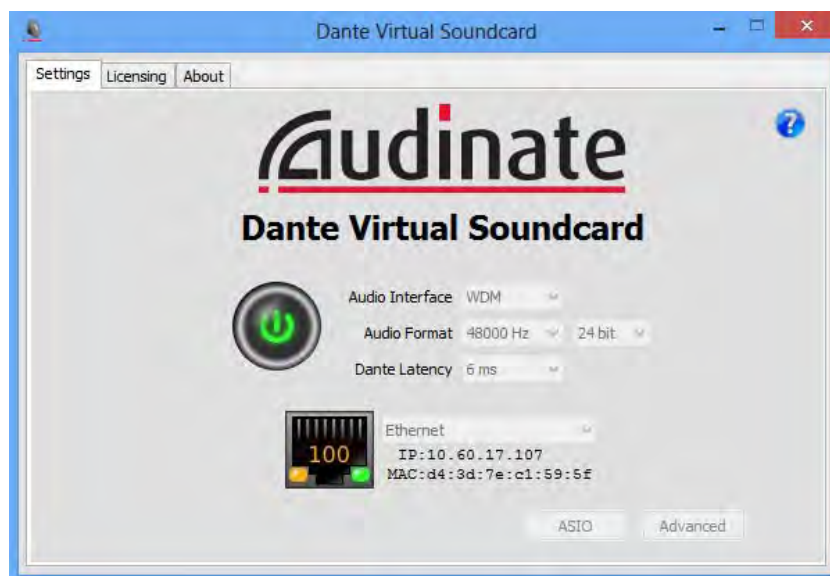 Dante Virtual Soundcard
Settings Licensing About
Audinate
Dante Virtual Soundcard
Audio Interface WDM
Audio Format 48000 Hz 24 bit
Dante Latency 6 ms
Ethernet
100
IP:10.60.17.107
MAC:d4:3d:7e:c1:59:5f
ASIO Advanced